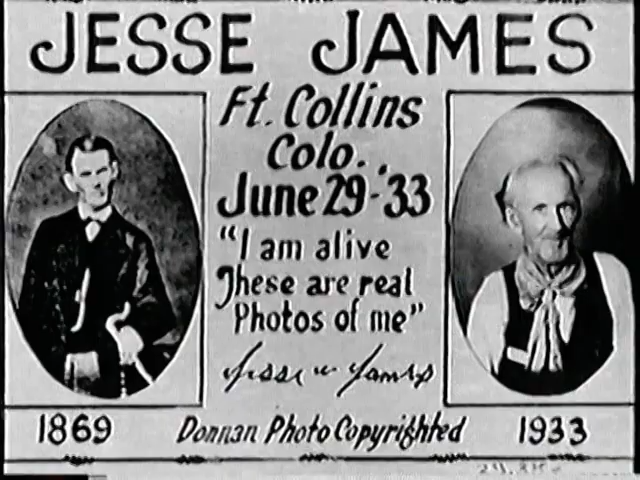 JESSE JAMES
Ft. Collins
Colo.
June 29-'33
"I am alive
These are real
Photos of me"
Jesse W James
1869
Donnan Photo Copyrighted
1933